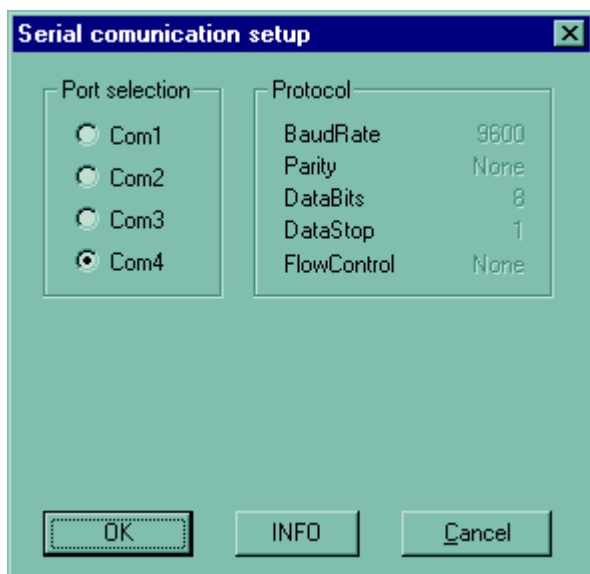 Serial comunication setup
Port selection
Com1
Com2
Com3
Com4
Protocol
BaudRate 9600
Parity None
DataBits 8
DataStop 1
FlowControl None
OK INFO Cancel